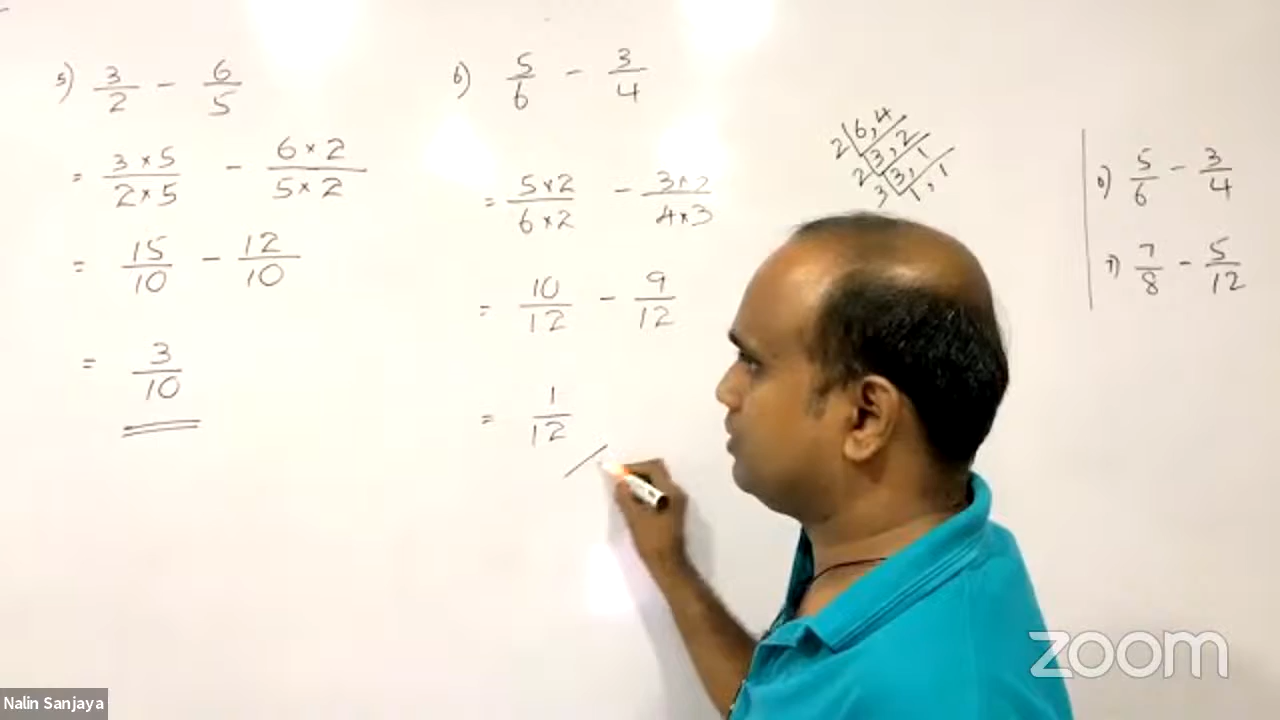 5) 3/2 - 6/5
= 3 × 5 / 2 × 5 - 6 × 2 / 5 × 2
= 15/10 - 12/10
= 3/10
6) 5/6 - 3/4
= 5 × 2 / 6 × 2 - 3 × 3 / 4 × 3
= 10/12 - 9/12
= 1/12
2 6, 4
2 3, 2
3 3, 1
1, 1
6) 5/6 - 3/4
7) 7/8 - 5/12
zoom
Nalin Sanjaya